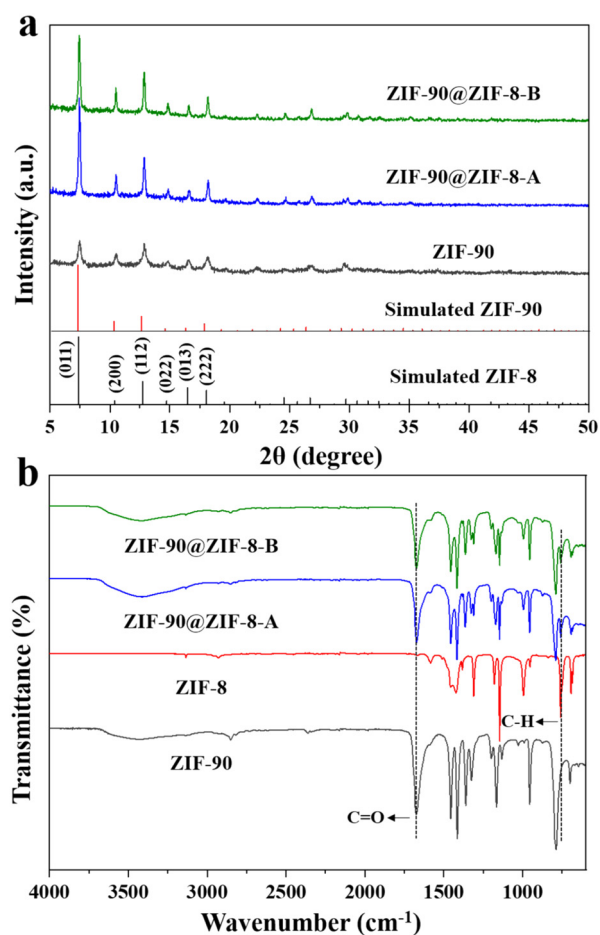 a
ZIF-90@ZIF-8-B
ZIF-90@ZIF-8-A
ZIF-90
Simulated ZIF-90
Simulated ZIF-8
(011)
(200)
(112)
(022)
(013)
(222)
Intensity (a.u.)
5 10 15 20 25 30 35 40 45 50
2θ (degree)
b
ZIF-90@ZIF-8-B
ZIF-90@ZIF-8-A
ZIF-8
C-H
ZIF-90
C=O
Transmittance (%)
4000 3500 3000 2500 2000 1500 1000
Wavenumber (cm⁻¹)